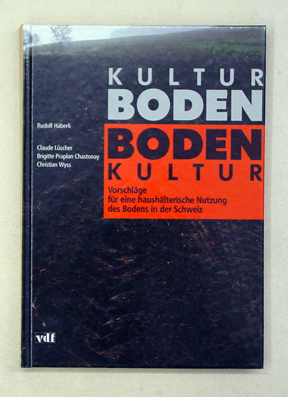 KULTUR
BODEN
BODEN
KULTUR
Vorschläge
für eine haushälterische Nutzung
des Bodens in der Schweiz
Rudolf Häberli
Claude Lüscher
Brigitte Praplan Chastonay
Christian Wyss
vdf